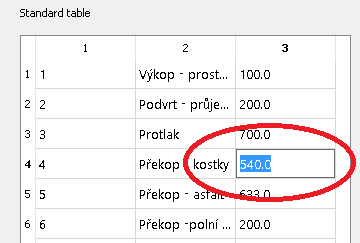 Standard table
1 2 3
1 1 Výkop - prost... 100.0
2 2 Podvrt - průje... 200.0
3 3 Protlak 700.0
4 4 Překop - kostky 540.0
5 5 Překop - asfalt 633.0
6 6 Překop -polní ... 200.0